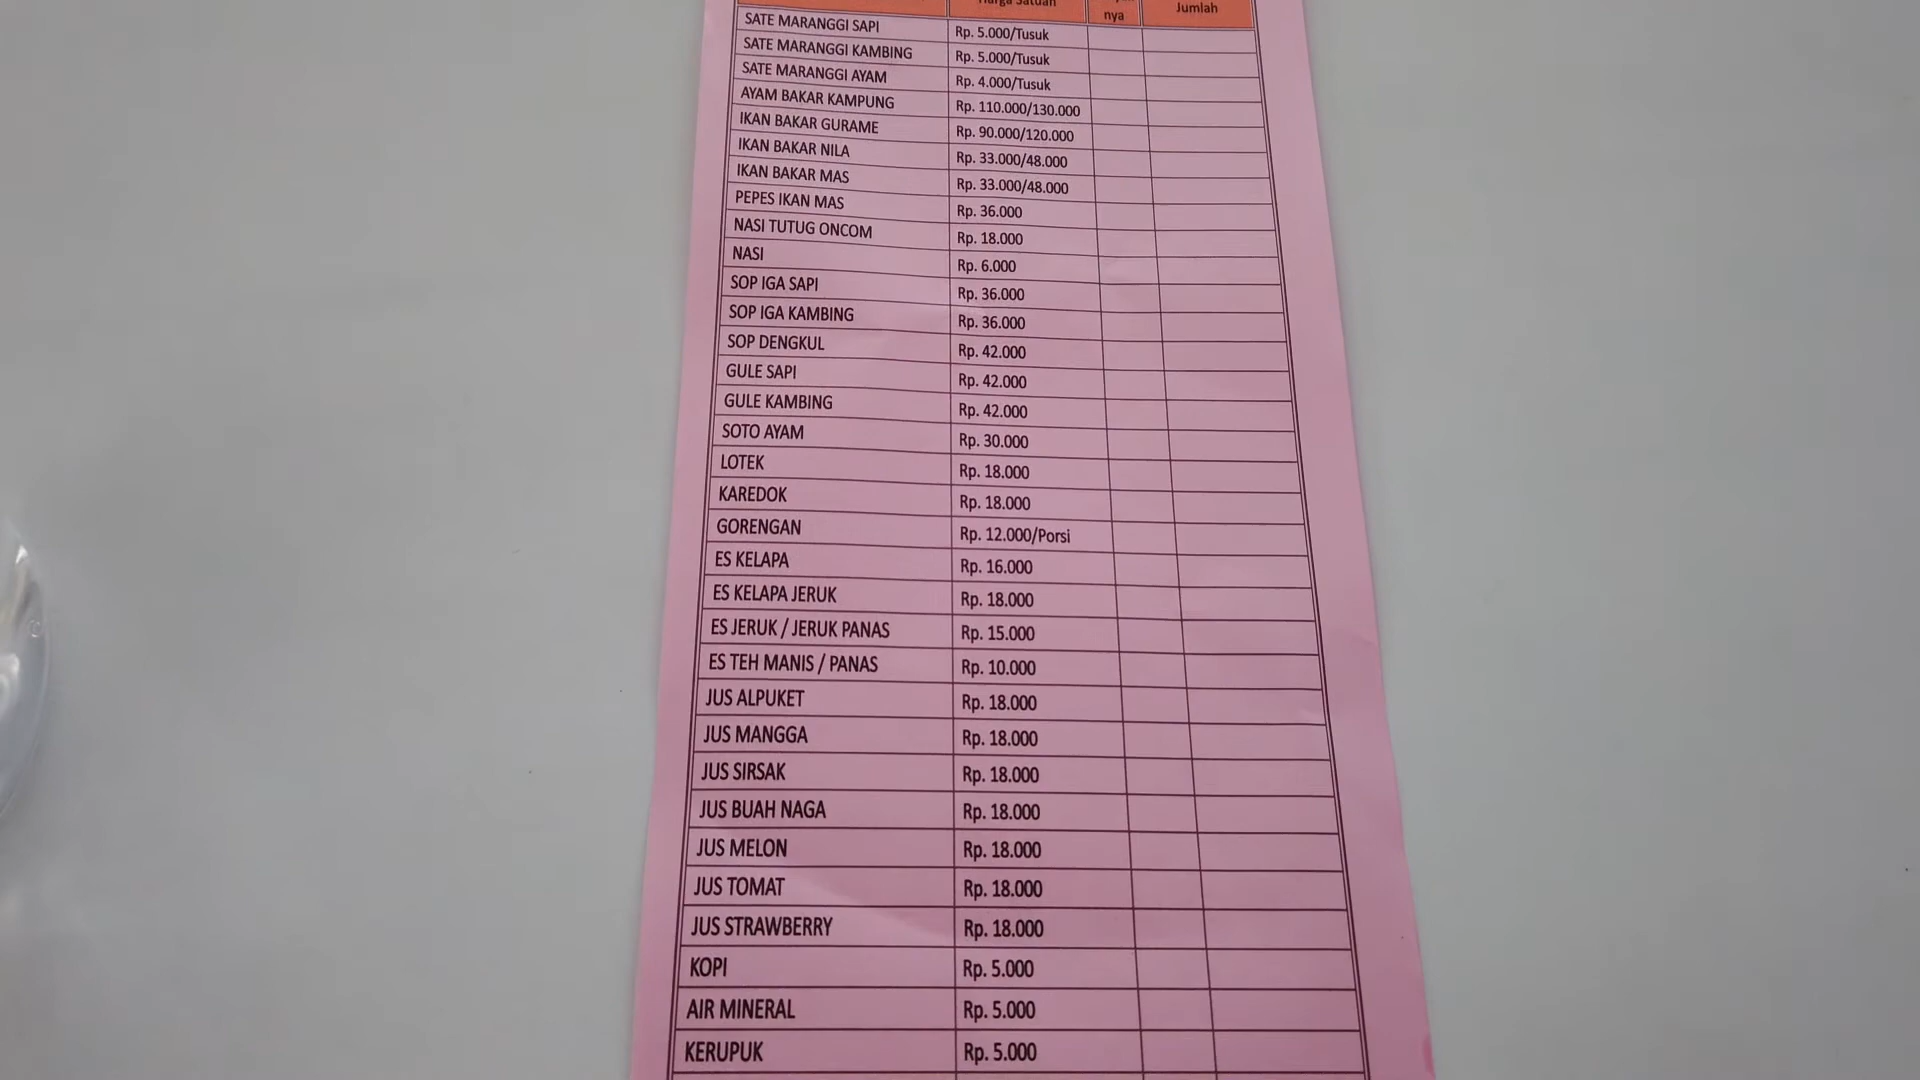 Harga Satuan nya Jumlah
SATE MARANGGI SAPI Rp. 5.000/Tusuk
SATE MARANGGI KAMBING Rp. 5.000/Tusuk
SATE MARANGGI AYAM Rp. 4.000/Tusuk
AYAM BAKAR KAMPUNG Rp. 110.000/130.000
IKAN BAKAR GURAME Rp. 90.000/120.000
IKAN BAKAR NILA Rp. 33.000/48.000
IKAN BAKAR MAS Rp. 33.000/48.000
PEPES IKAN MAS Rp. 36.000
NASI TUTUG ONCOM Rp. 18.000
NASI Rp. 6.000
SOP IGA SAPI Rp. 36.000
SOP IGA KAMBING Rp. 36.000
SOP DENGKUL Rp. 42.000
GULE SAPI Rp. 42.000
GULE KAMBING Rp. 42.000
SOTO AYAM Rp. 30.000
LOTEK Rp. 18.000
KAREDOK Rp. 18.000
GORENGAN Rp. 12.000/Porsi
ES KELAPA Rp. 16.000
ES KELAPA JERUK Rp. 18.000
ES JERUK / JERUK PANAS Rp. 15.000
ES TEH MANIS / PANAS Rp. 10.000
JUS ALPUKET Rp. 18.000
JUS MANGGA Rp. 18.000
JUS SIRSAK Rp. 18.000
JUS BUAH NAGA Rp. 18.000
JUS MELON Rp. 18.000
JUS TOMAT Rp. 18.000
JUS STRAWBERRY Rp. 18.000
KOPI Rp. 5.000
AIR MINERAL Rp. 5.000
KERUPUK Rp. 5.000